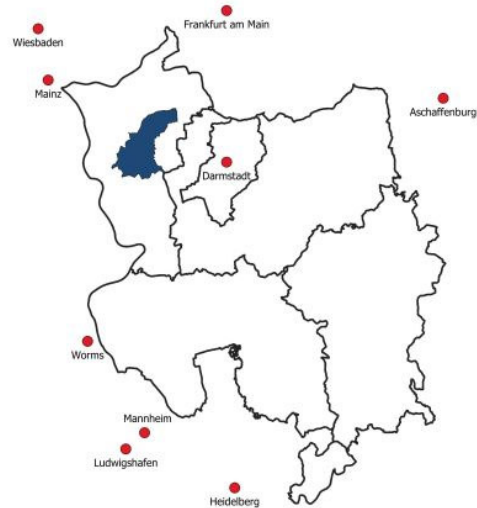 Frankfurt am Main
Wiesbaden
Mainz
Aschaffenburg
Darmstadt
Worms
Mannheim
Ludwigshafen
Heidelberg